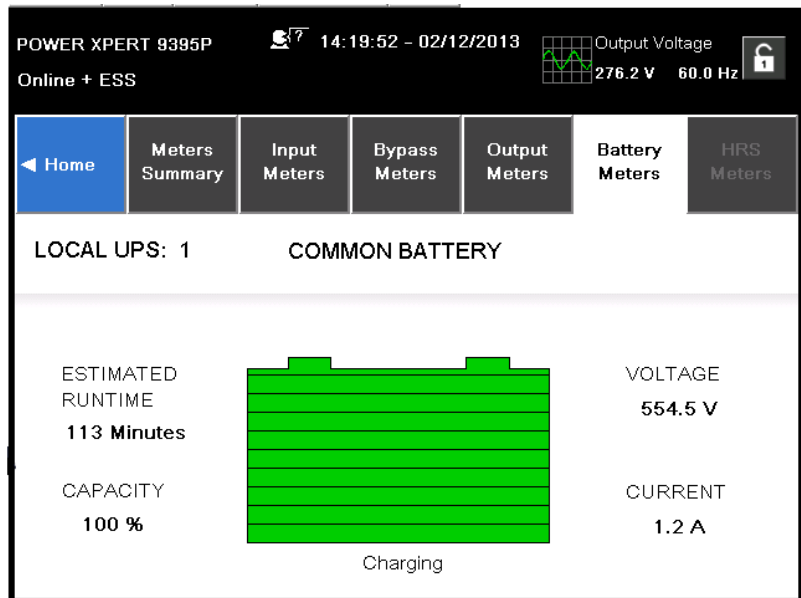 POWER XPERT 9395P
? 14:19:52 - 02/12/2013
Output Voltage
Online + ESS
276.2 V 60.0 Hz
1
Home
Meters Summary
Input Meters
Bypass Meters
Output Meters
Battery Meters
HRS Meters
LOCAL UPS: 1 COMMON BATTERY
ESTIMATED
RUNTIME
113 Minutes
CAPACITY
100 %
VOLTAGE
554.5 V
CURRENT
1.2 A
Charging